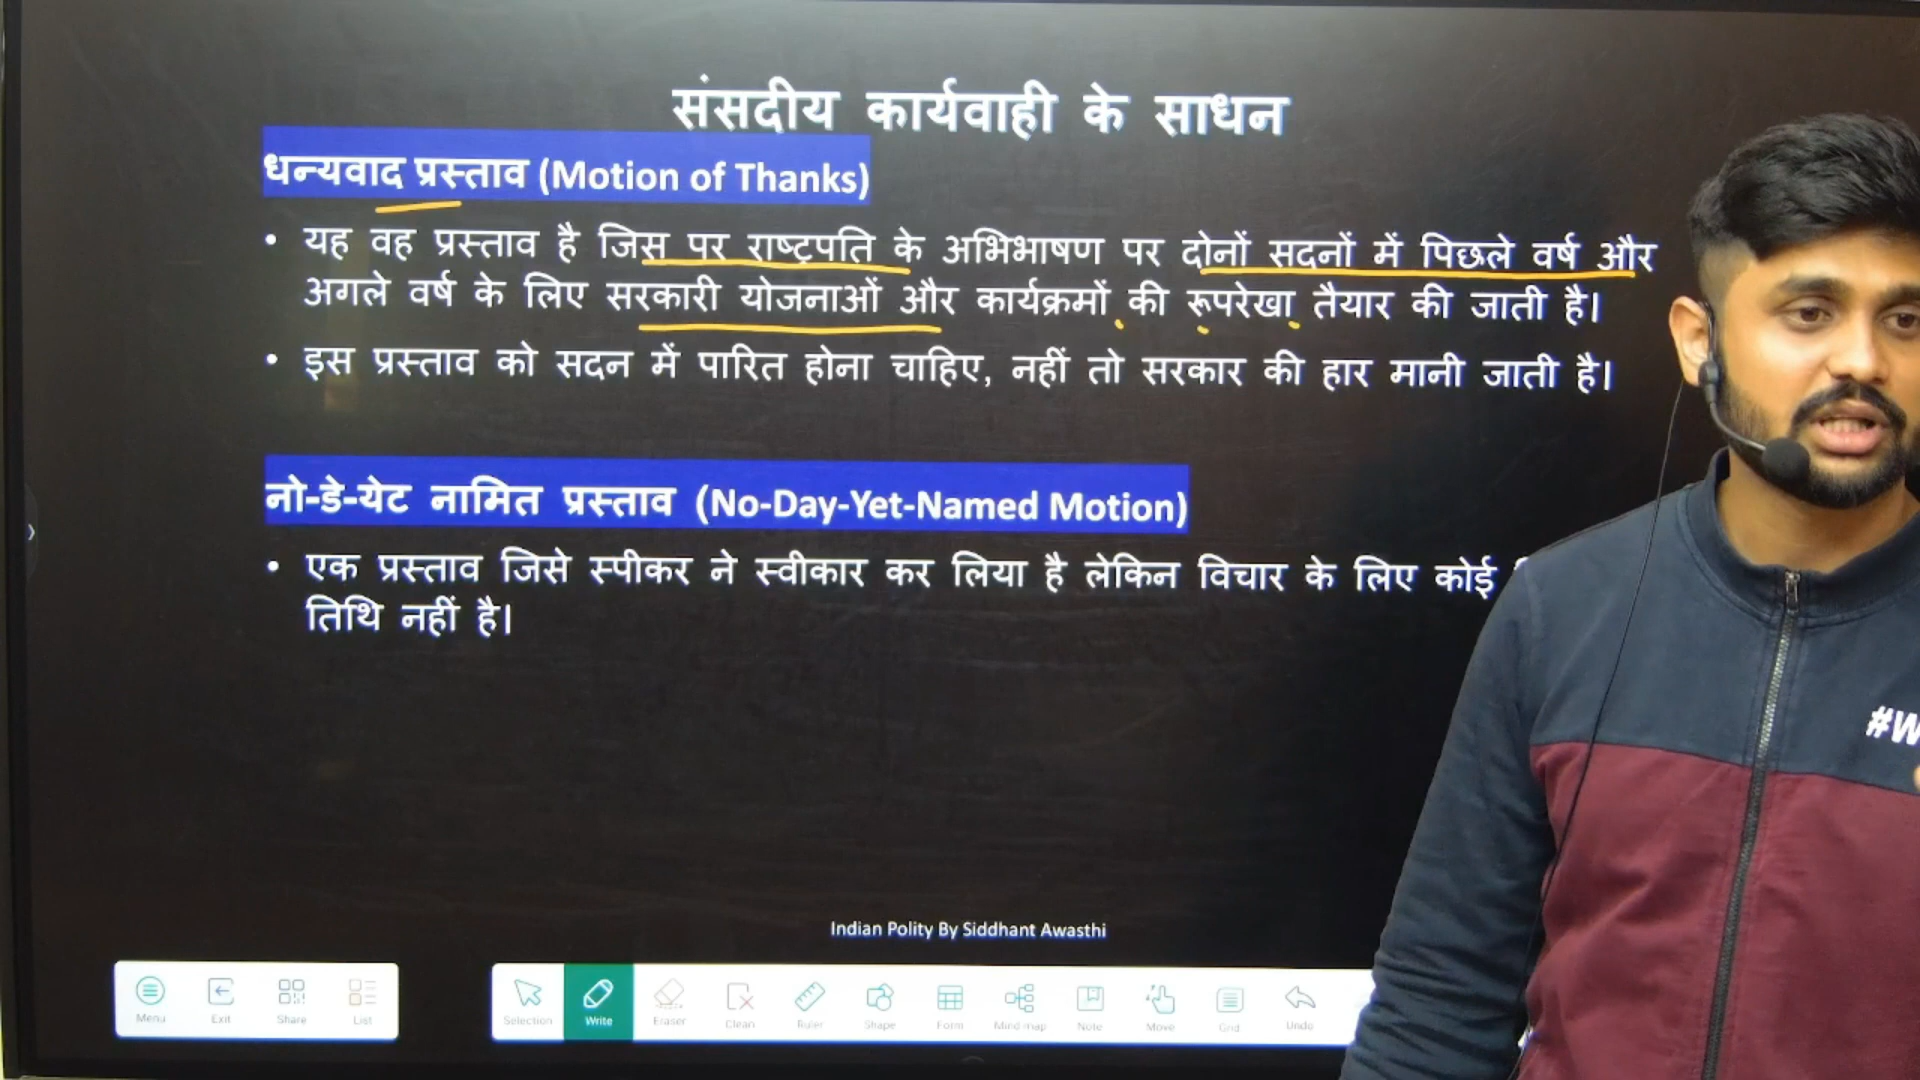 संसदीय कार्यवाही के साधन
धन्यवाद प्रस्ताव (Motion of Thanks)
• यह वह प्रस्ताव है जिस पर राष्ट्रपति के अभिभाषण पर दोनों सदनों में पिछले वर्ष और
अगले वर्ष के लिए सरकारी योजनाओं और कार्यक्रमों की रूपरेखा तैयार की जाती है।
• इस प्रस्ताव को सदन में पारित होना चाहिए, नहीं तो सरकार की हार मानी जाती है।
नो-डे-येट नामित प्रस्ताव (No-Day-Yet-Named Motion)
• एक प्रस्ताव जिसे स्पीकर ने स्वीकार कर लिया है लेकिन विचार के लिए कोई
तिथि नहीं है।
#W
Indian Polity By Siddhant Awasthi
Menu Exit Share List Selection Write Eraser Clean Ruler Shape Form Mind map Note Move Grid Undo